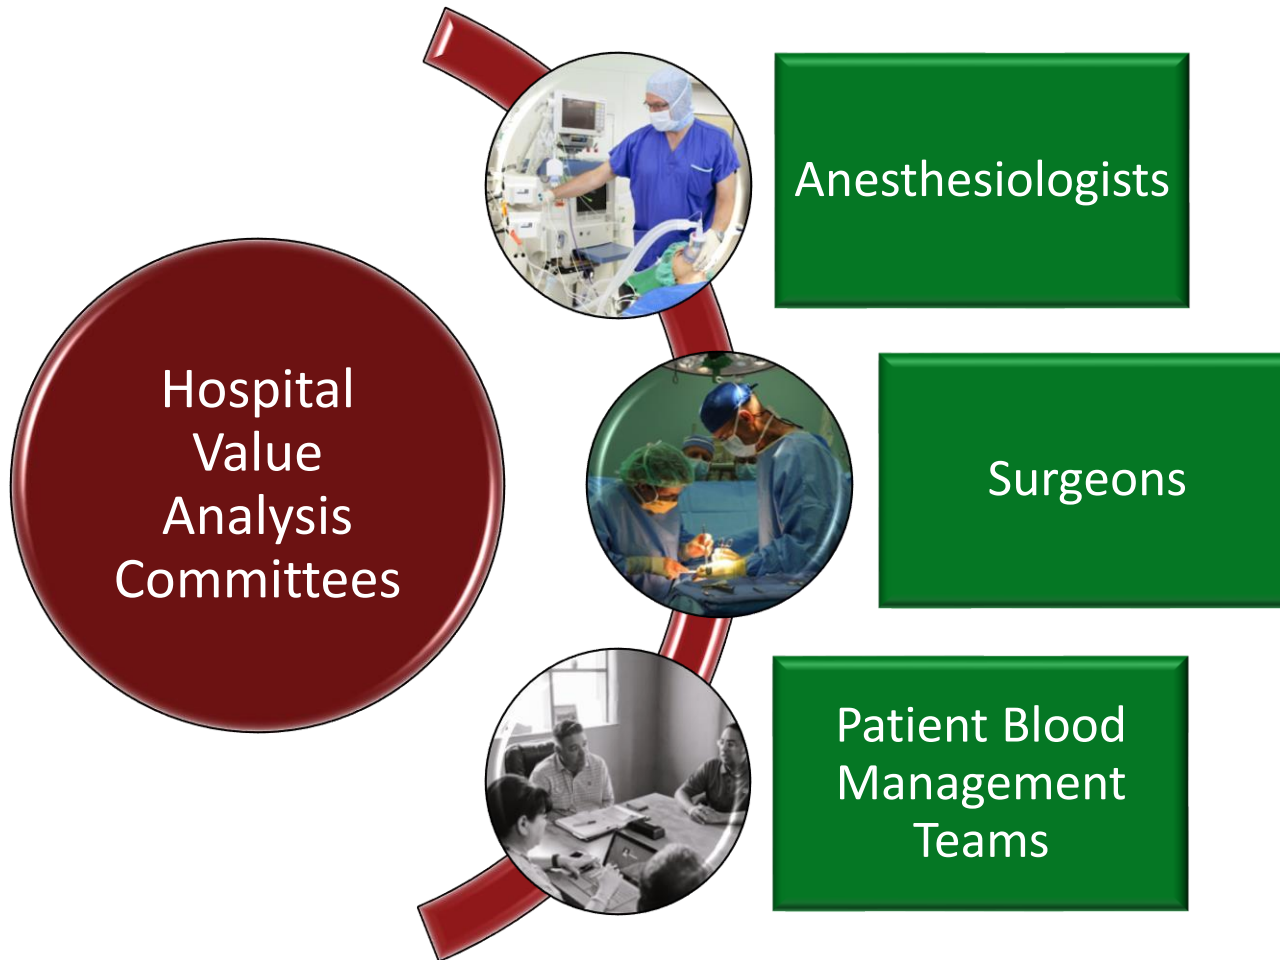 Hospital
Value
Analysis
Committees
Anesthesiologists
Surgeons
Patient Blood
Management
Teams